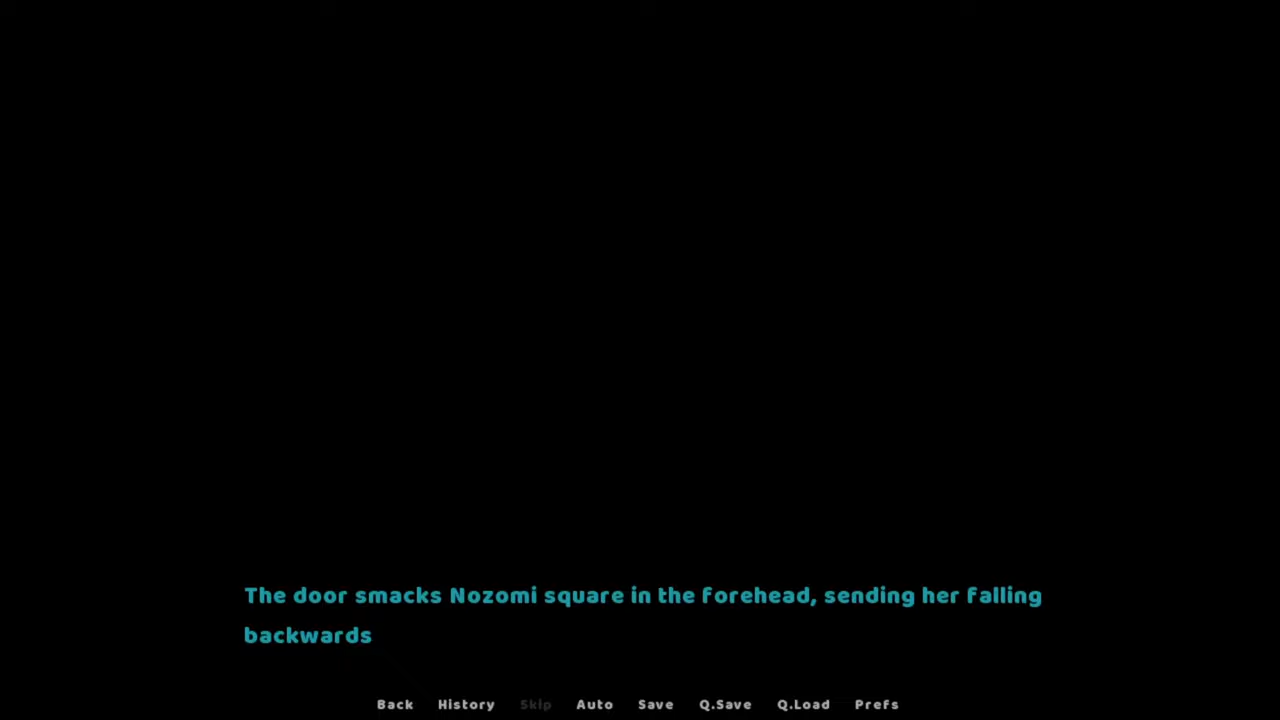 The door smacks Nozomi square in the forehead, sending her falling
backwards
Back History Skip Auto Save Q.Save Q.Load Prefs